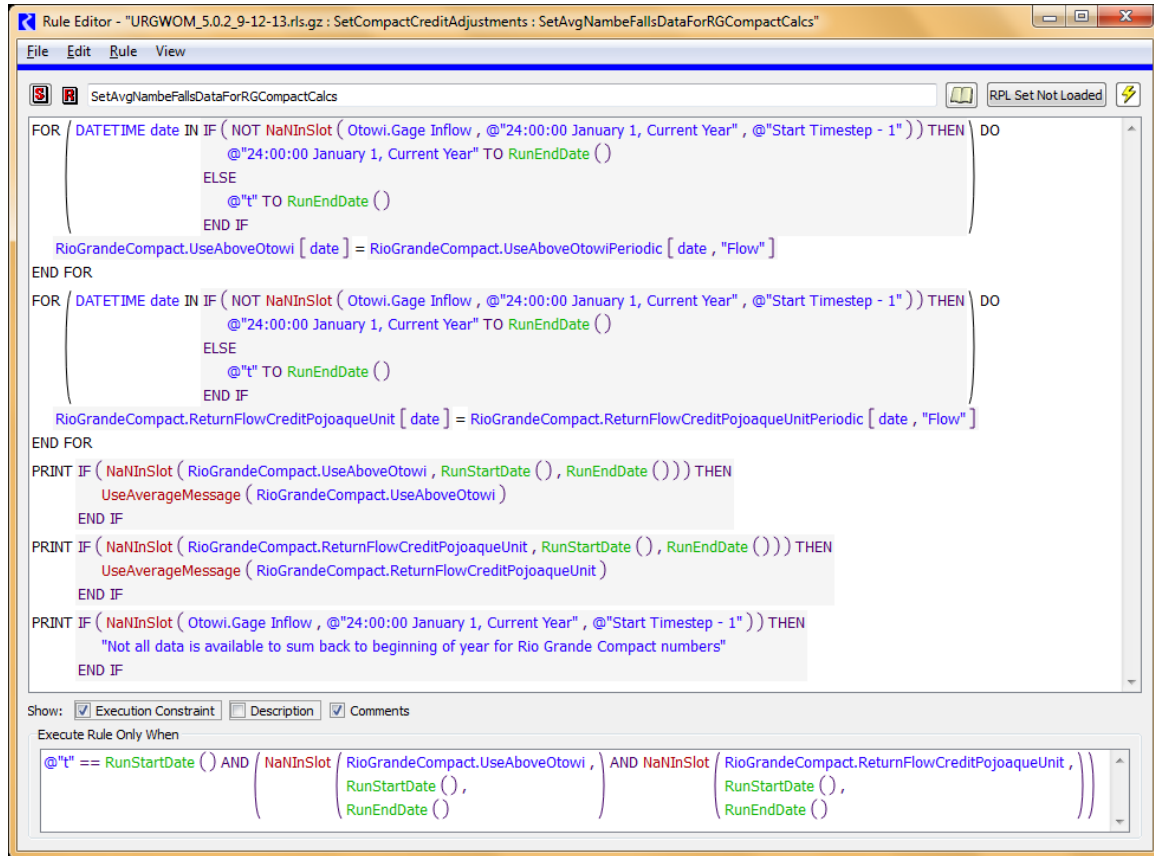 Rule Editor - "URGWOM_5.0.2_9-12-13.rls.gz : SetCompactCreditAdjustments : SetAvgNambeFallsDataForRGCompactCalcs"
File Edit Rule View
S R SetAvgNambeFallsDataForRGCompactCalcs RPL Set Not Loaded
FOR ( DATETIME date IN IF ( NOT NaNInSlot ( Otowi.Gage Inflow , @"24:00:00 January 1, Current Year" , @"Start Timestep - 1" ) ) THEN ) DO
@"24:00:00 January 1, Current Year" TO RunEndDate ( )
ELSE
@"t" TO RunEndDate ( )
END IF
RioGrandeCompact.UseAboveOtowi [ date ] = RioGrandeCompact.UseAboveOtowiPeriodic [ date , "Flow" ]
END FOR
FOR ( DATETIME date IN IF ( NOT NaNInSlot ( Otowi.Gage Inflow , @"24:00:00 January 1, Current Year" , @"Start Timestep - 1" ) ) THEN ) DO
@"24:00:00 January 1, Current Year" TO RunEndDate ( )
ELSE
@"t" TO RunEndDate ( )
END IF
RioGrandeCompact.ReturnFlowCreditPojoaqueUnit [ date ] = RioGrandeCompact.ReturnFlowCreditPojoaqueUnitPeriodic [ date , "Flow" ]
END FOR
PRINT IF ( NaNInSlot ( RioGrandeCompact.UseAboveOtowi , RunStartDate ( ) , RunEndDate ( ) ) ) THEN
UseAverageMessage ( RioGrandeCompact.UseAboveOtowi )
END IF
PRINT IF ( NaNInSlot ( RioGrandeCompact.ReturnFlowCreditPojoaqueUnit , RunStartDate ( ) , RunEndDate ( ) ) ) THEN
UseAverageMessage ( RioGrandeCompact.ReturnFlowCreditPojoaqueUnit )
END IF
PRINT IF ( NaNInSlot ( Otowi.Gage Inflow , @"24:00:00 January 1, Current Year" , @"Start Timestep - 1" ) ) THEN
"Not all data is available to sum back to beginning of year for Rio Grande Compact numbers"
END IF
Show: Execution Constraint Description Comments
Execute Rule Only When
@"t" == RunStartDate ( ) AND ( NaNInSlot ( RioGrandeCompact.UseAboveOtowi , ) AND NaNInSlot ( RioGrandeCompact.ReturnFlowCreditPojoaqueUnit , ) )
RunStartDate ( ) , RunStartDate ( ) ,
RunEndDate ( ) RunEndDate ( )